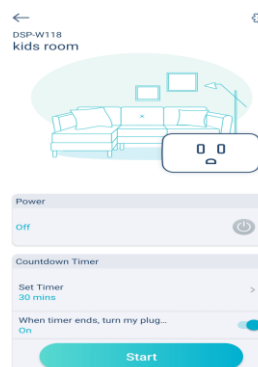 DSP-W118
kids room
Power
Off
Countdown Timer
Set Timer
30 mins
When timer ends, turn my plug...
On
Start